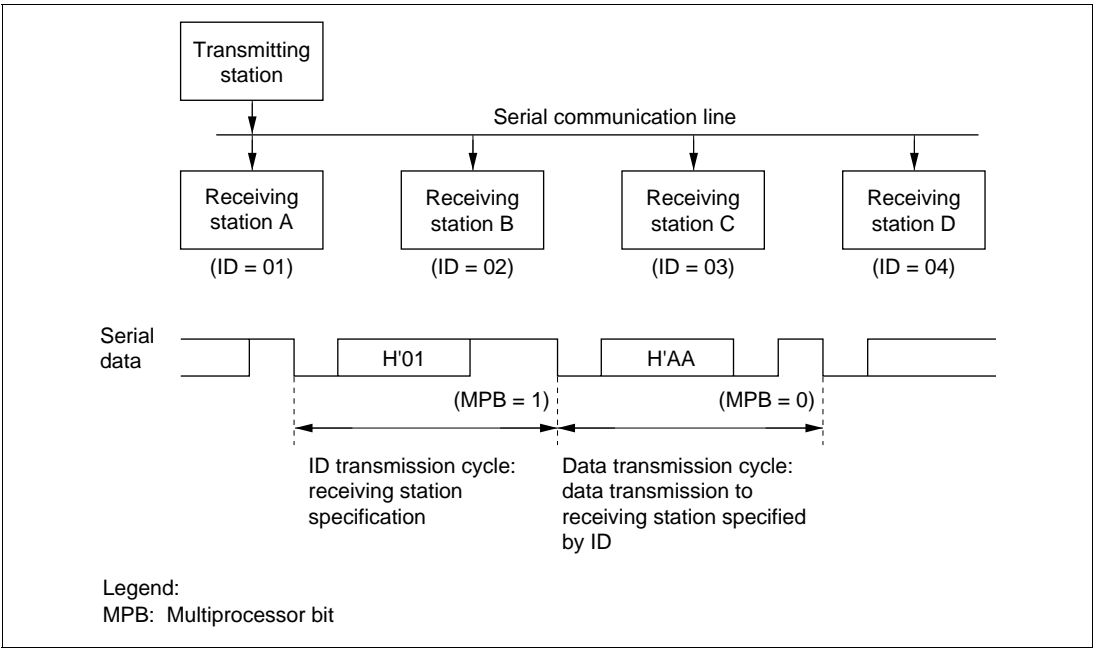 Transmitting
station
Serial communication line
Receiving
station A
Receiving
station B
Receiving
station C
Receiving
station D
(ID = 01)
(ID = 02)
(ID = 03)
(ID = 04)
Serial
data
H'01
H'AA
(MPB = 1)
(MPB = 0)
ID transmission cycle:
receiving station
specification
Data transmission cycle:
data transmission to
receiving station specified
by ID
Legend:
MPB: Multiprocessor bit